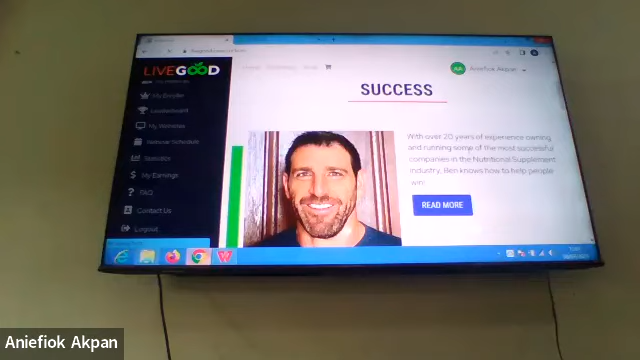 LIVEGOOD
Aniefiok Akpan
SUCCESS
My Enroller
Leaderboard
My Websites
Webinar Schedule
Statistics
$ My Earnings
? FAQ
Contact Us
Logout
With over 20 years of experience owning
and running some of the most successful
companies in the Nutritional Supplement
Industry, Ben knows how to help people
win!
READ MORE
Aniefiok Akpan